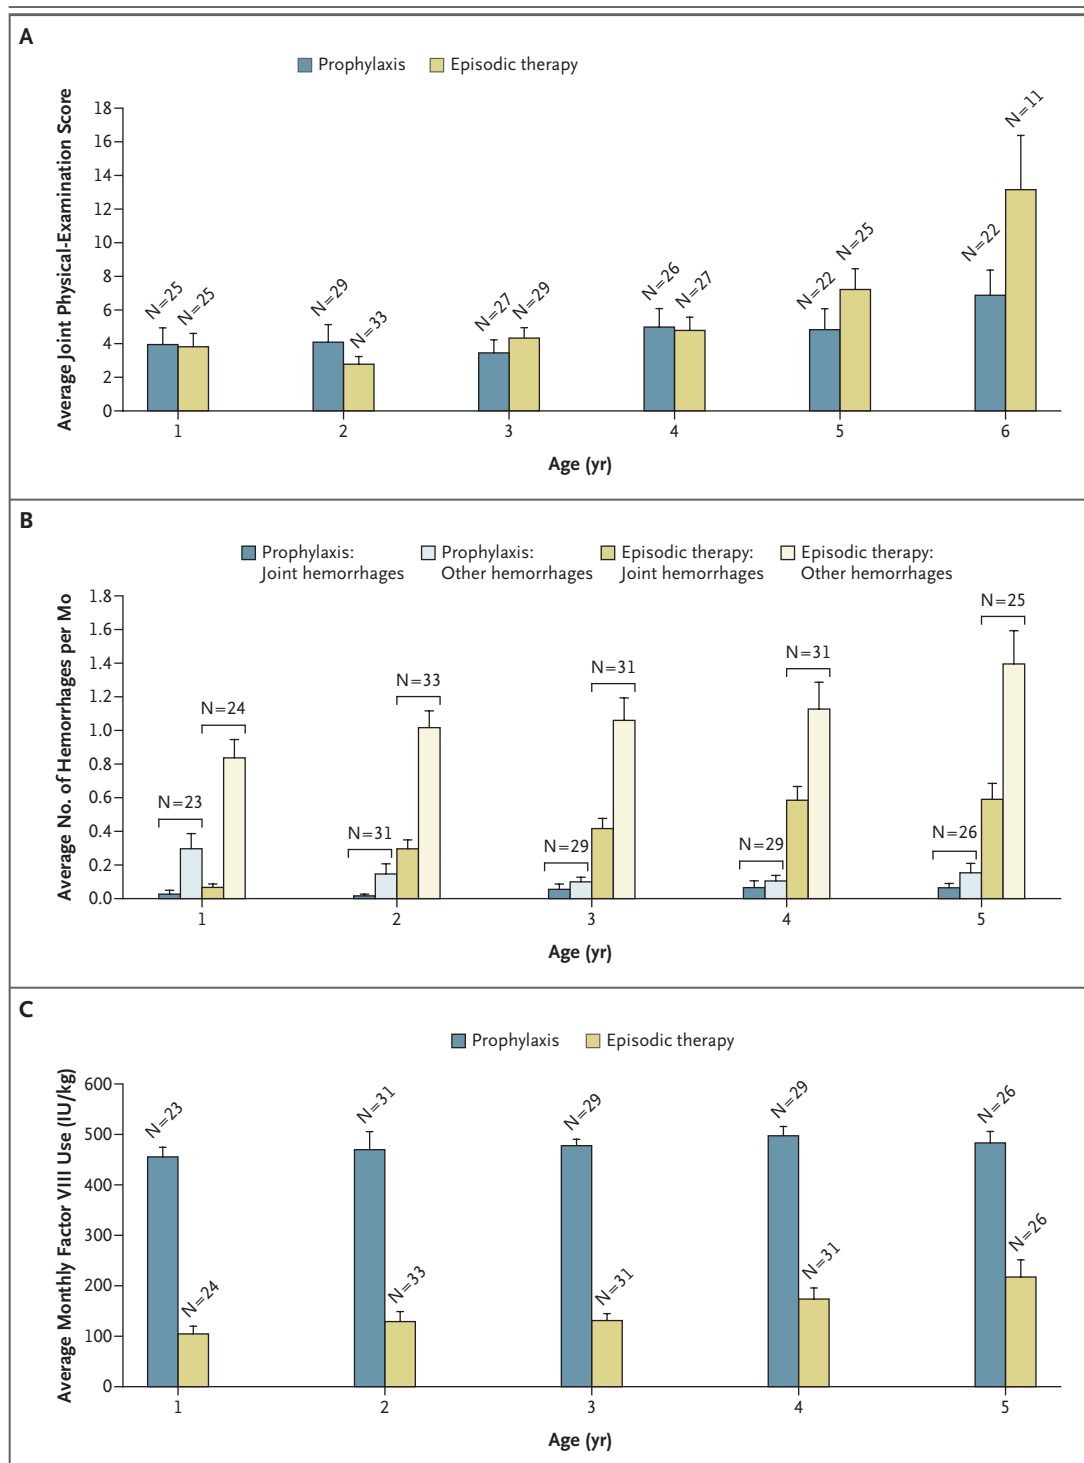 A
Prophylaxis
Episodic therapy
Average Joint Physical-Examination Score
18
16
14
12
10
8
6
4
2
0
N=25
N=25
N=29
N=33
N=27
N=29
N=26
N=27
N=22
N=25
N=22
N=11
1
2
3
4
5
6
Age (yr)
B
Prophylaxis:
Joint hemorrhages
Prophylaxis:
Other hemorrhages
Episodic therapy:
Joint hemorrhages
Episodic therapy:
Other hemorrhages
Average No. of Hemorrhages per Mo
1.8
1.6
1.4
1.2
1.0
0.8
0.6
0.4
0.2
0.0
N=23
N=24
N=31
N=33
N=29
N=31
N=29
N=31
N=26
N=25
1
2
3
4
5
Age (yr)
C
Prophylaxis
Episodic therapy
Average Monthly Factor VIII Use (IU/kg)
600
500
400
300
200
100
0
N=23
N=24
N=31
N=33
N=29
N=31
N=29
N=31
N=26
N=26
1
2
3
4
5
Age (yr)